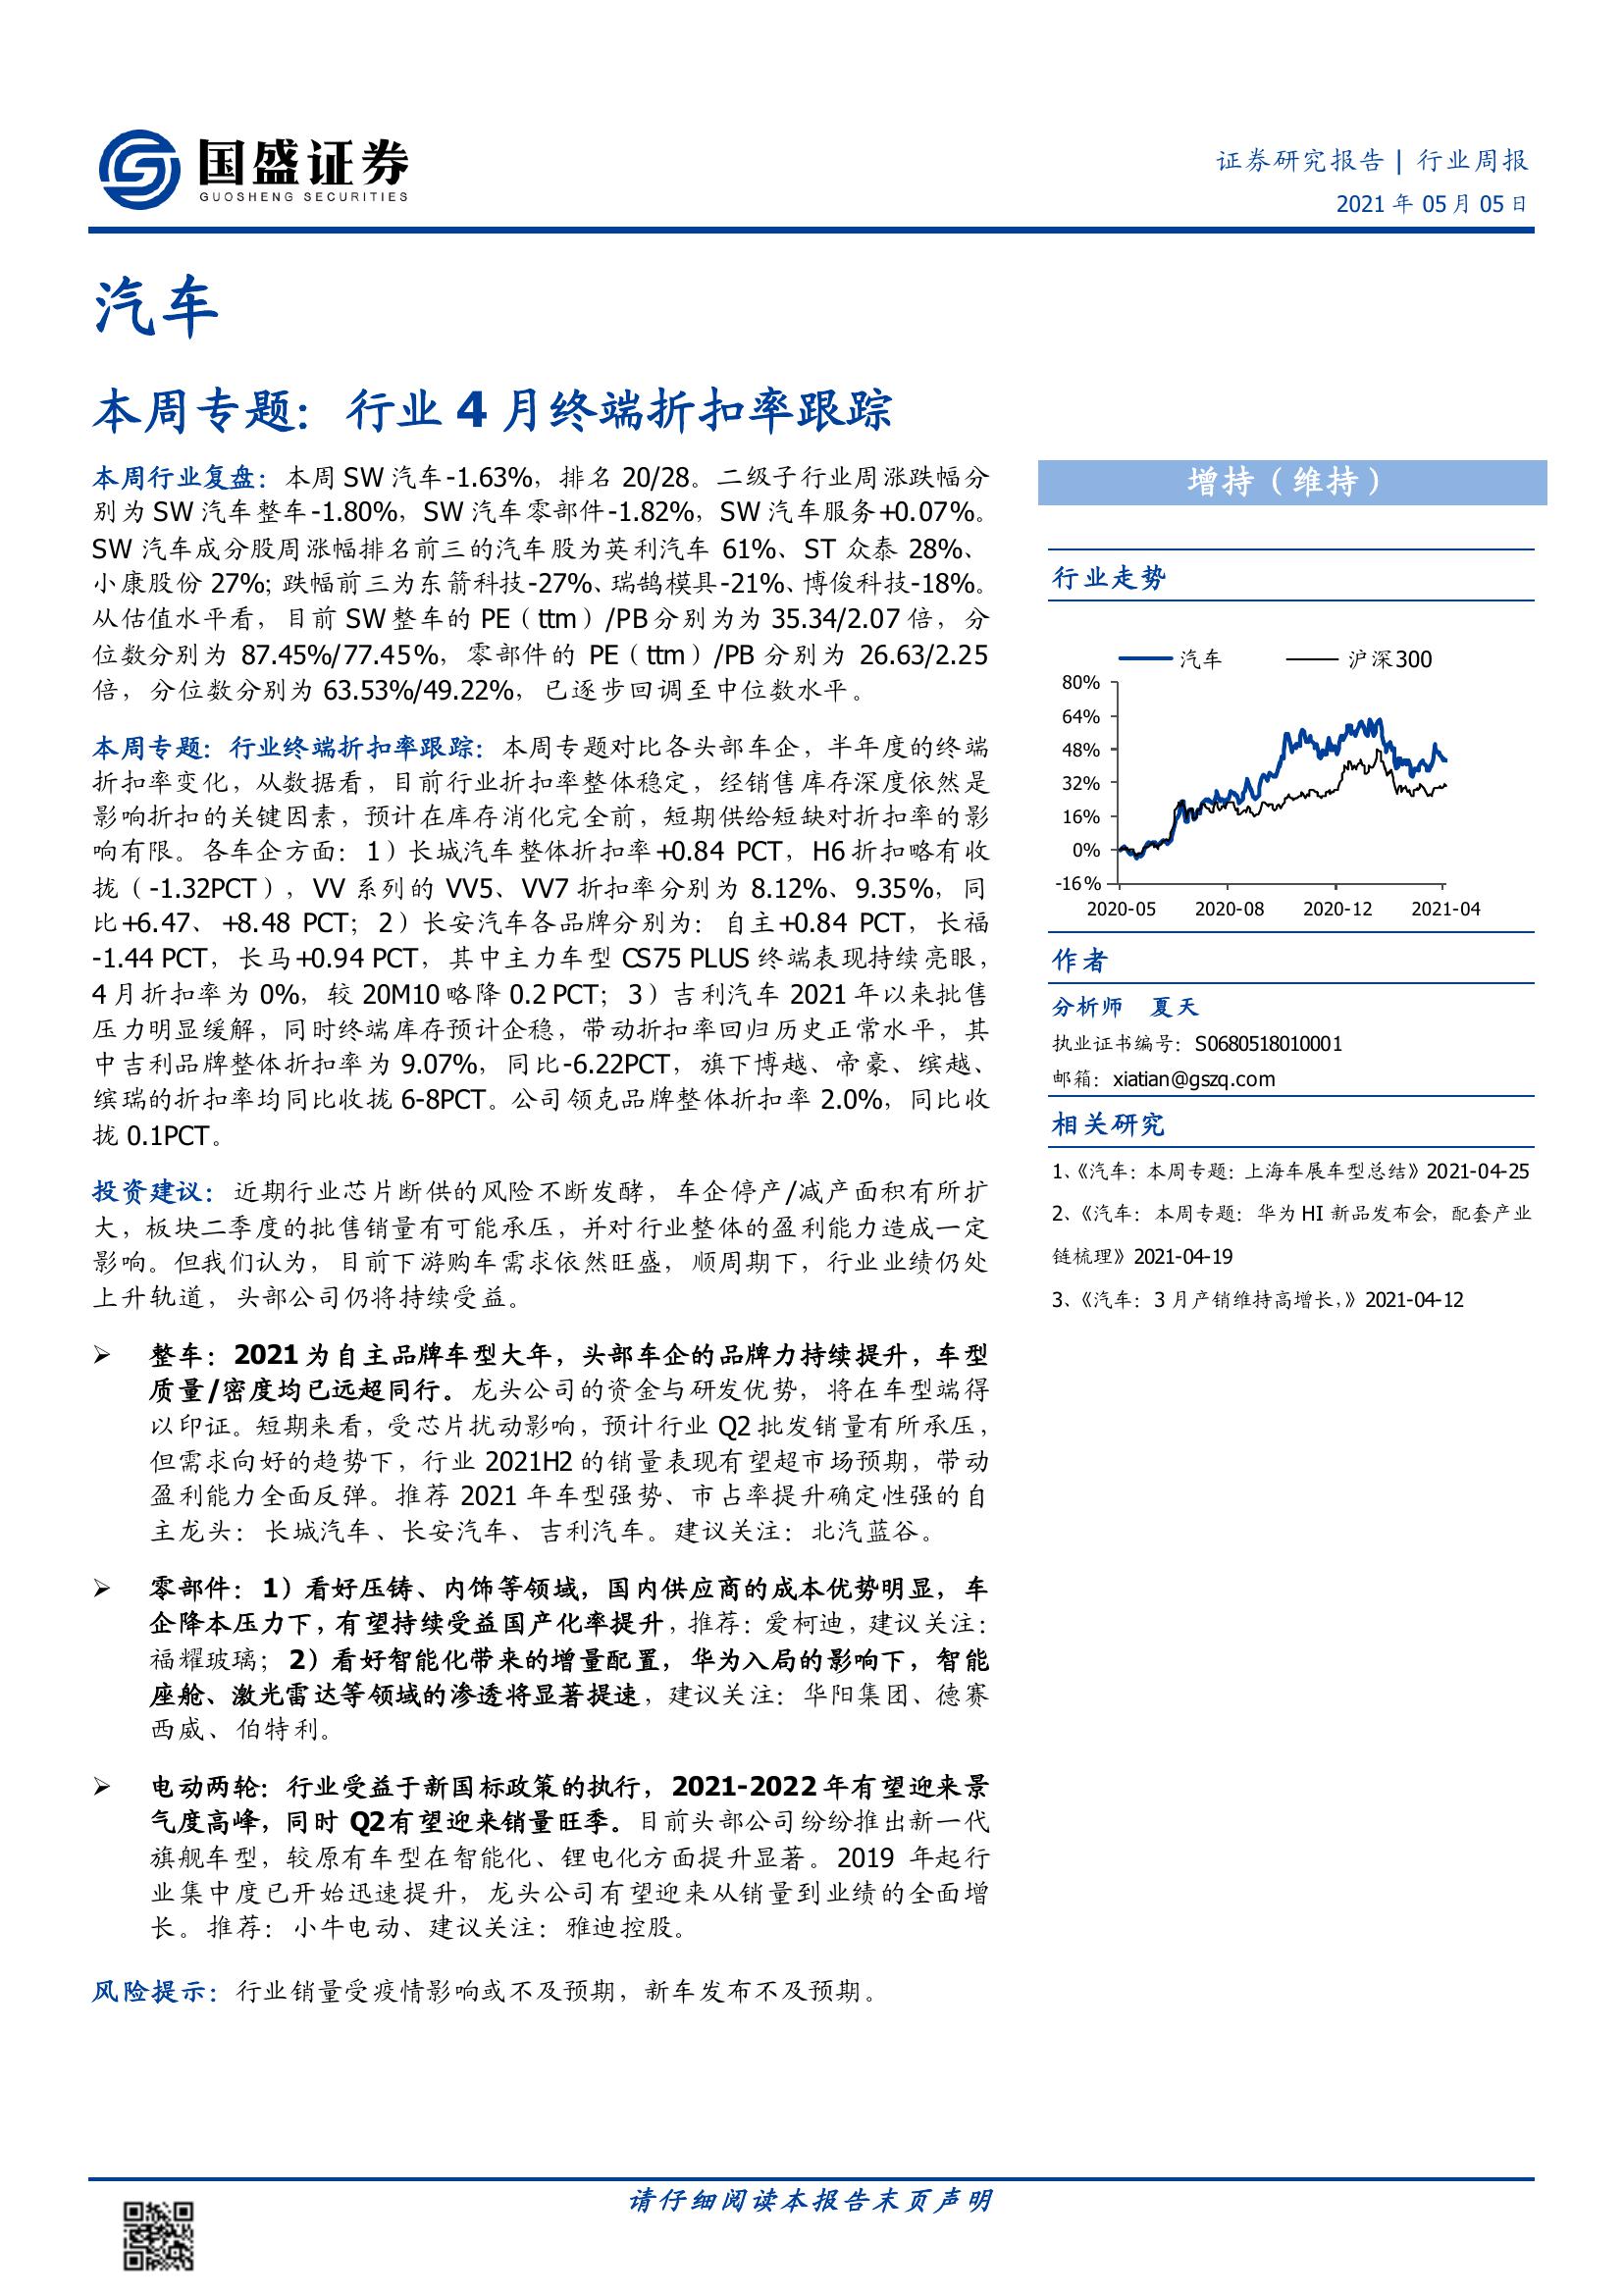 国盛证券
GUOSHENG SECURITIES
证券研究报告 | 行业周报
2021 年 05 月 05 日
汽车
本周专题：行业 4 月终端折扣率跟踪
本周行业复盘：本周 SW 汽车-1.63%，排名 20/28。二级子行业周涨跌幅分
别为 SW 汽车整车-1.80%，SW 汽车零部件-1.82%，SW 汽车服务+0.07%。
SW 汽车成分股周涨幅排名前三的汽车股为英利汽车 61%、ST 众泰 28%、
小康股份 27%；跌幅前三为东箭科技-27%、瑞鹄模具-21%、博俊科技-18%。
从估值水平看，目前 SW 整车的 PE（ttm）/PB 分别为为 35.34/2.07 倍，分
位数分别为 87.45%/77.45%，零部件的 PE（ttm）/PB 分别为 26.63/2.25
倍，分位数分别为 63.53%/49.22%，已逐步回调至中位数水平。
本周专题：行业终端折扣率跟踪：本周专题对比各头部车企，半年度的终端
折扣率变化，从数据看，目前行业折扣率整体稳定，经销售库存深度依然是
影响折扣的关键因素，预计在库存消化完全前，短期供给短缺对折扣率的影
响有限。各车企方面：1）长城汽车整体折扣率+0.84 PCT，H6 折扣略有收
拢（-1.32PCT），VV 系列的 VV5、VV7 折扣率分别为 8.12%、9.35%，同
比+6.47、+8.48 PCT；2）长安汽车各品牌分别为：自主+0.84 PCT，长福
-1.44 PCT，长马+0.94 PCT，其中主力车型 CS75 PLUS 终端表现持续亮眼，
4 月折扣率为 0%，较 20M10 略降 0.2 PCT；3）吉利汽车 2021 年以来批售
压力明显缓解，同时终端库存预计企稳，带动折扣率回归历史正常水平，其
中吉利品牌整体折扣率为 9.07%，同比-6.22PCT，旗下博越、帝豪、缤越、
缤瑞的折扣率均同比收拢 6-8PCT。公司领克品牌整体折扣率 2.0%，同比收
拢 0.1PCT。
投资建议：近期行业芯片断供的风险不断发酵，车企停产/减产面积有所扩
大，板块二季度的批售销量有可能承压，并对行业整体的盈利能力造成一定
影响。但我们认为，目前下游购车需求依然旺盛，顺周期下，行业业绩仍处
上升轨道，头部公司仍将持续受益。
➢ 整车：2021 为自主品牌车型大年，头部车企的品牌力持续提升，车型
质量/密度均已远超同行。龙头公司的资金与研发优势，将在车型端得
以印证。短期来看，受芯片扰动影响，预计行业 Q2 批发销量有所承压，
但需求向好的趋势下，行业 2021H2 的销量表现有望超市场预期，带动
盈利能力全面反弹。推荐 2021 年车型强势、市占率提升确定性强的自
主龙头：长城汽车、长安汽车、吉利汽车。建议关注：北汽蓝谷。
➢ 零部件：1）看好压铸、内饰等领域，国内供应商的成本优势明显，车
企降本压力下，有望持续受益国产化率提升，推荐：爱柯迪，建议关注：
福耀玻璃；2）看好智能化带来的增量配置，华为入局的影响下，智能
座舱、激光雷达等领域的渗透将显著提速，建议关注：华阳集团、德赛
西威、伯特利。
➢ 电动两轮：行业受益于新国标政策的执行，2021-2022 年有望迎来景
气度高峰，同时 Q2 有望迎来销量旺季。目前头部公司纷纷推出新一代
旗舰车型，较原有车型在智能化、锂电化方面提升显著。2019 年起行
业集中度已开始迅速提升，龙头公司有望迎来从销量到业绩的全面增
长。推荐：小牛电动、建议关注：雅迪控股。
风险提示：行业销量受疫情影响或不及预期，新车发布不及预期。
增持（维持）
行业走势
汽车 沪深300
80%
64%
48%
32%
16%
0%
-16%
2020-05 2020-08 2020-12 2021-04
作者
分析师 夏天
执业证书编号：S0680518010001
邮箱：xiatian@gszq.com
相关研究
1、《汽车：本周专题：上海车展车型总结》2021-04-25
2、《汽车：本周专题：华为 HI 新品发布会，配套产业
链梳理》2021-04-19
3、《汽车：3 月产销维持高增长，》2021-04-12
请仔细阅读本报告末页声明